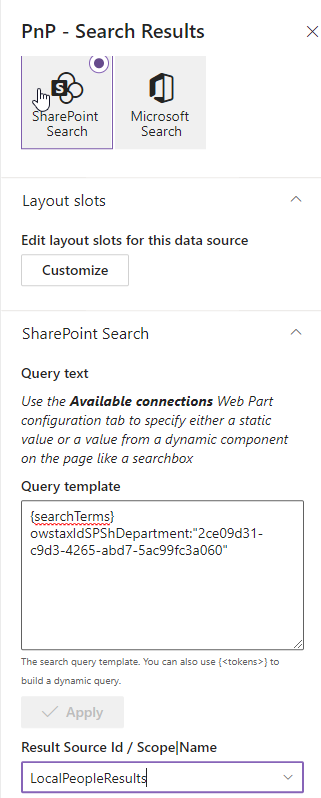 PnP - Search Results
SharePoint
Search
Microsoft
Search
Layout slots
Edit layout slots for this data source
Customize
SharePoint Search
Query text
Use the Available connections Web Part
configuration tab to specify either a static
value or a value from a dynamic component
on the page like a searchbox
Query template
{searchTerms}
owstaxIdSPShDepartment:"2ce09d31-
c9d3-4265-abd7-5ac99fc3a060"
The search query template. You can also use {<tokens>} to
build a dynamic query.
Apply
Result Source Id / Scope|Name
LocalPeopleResults